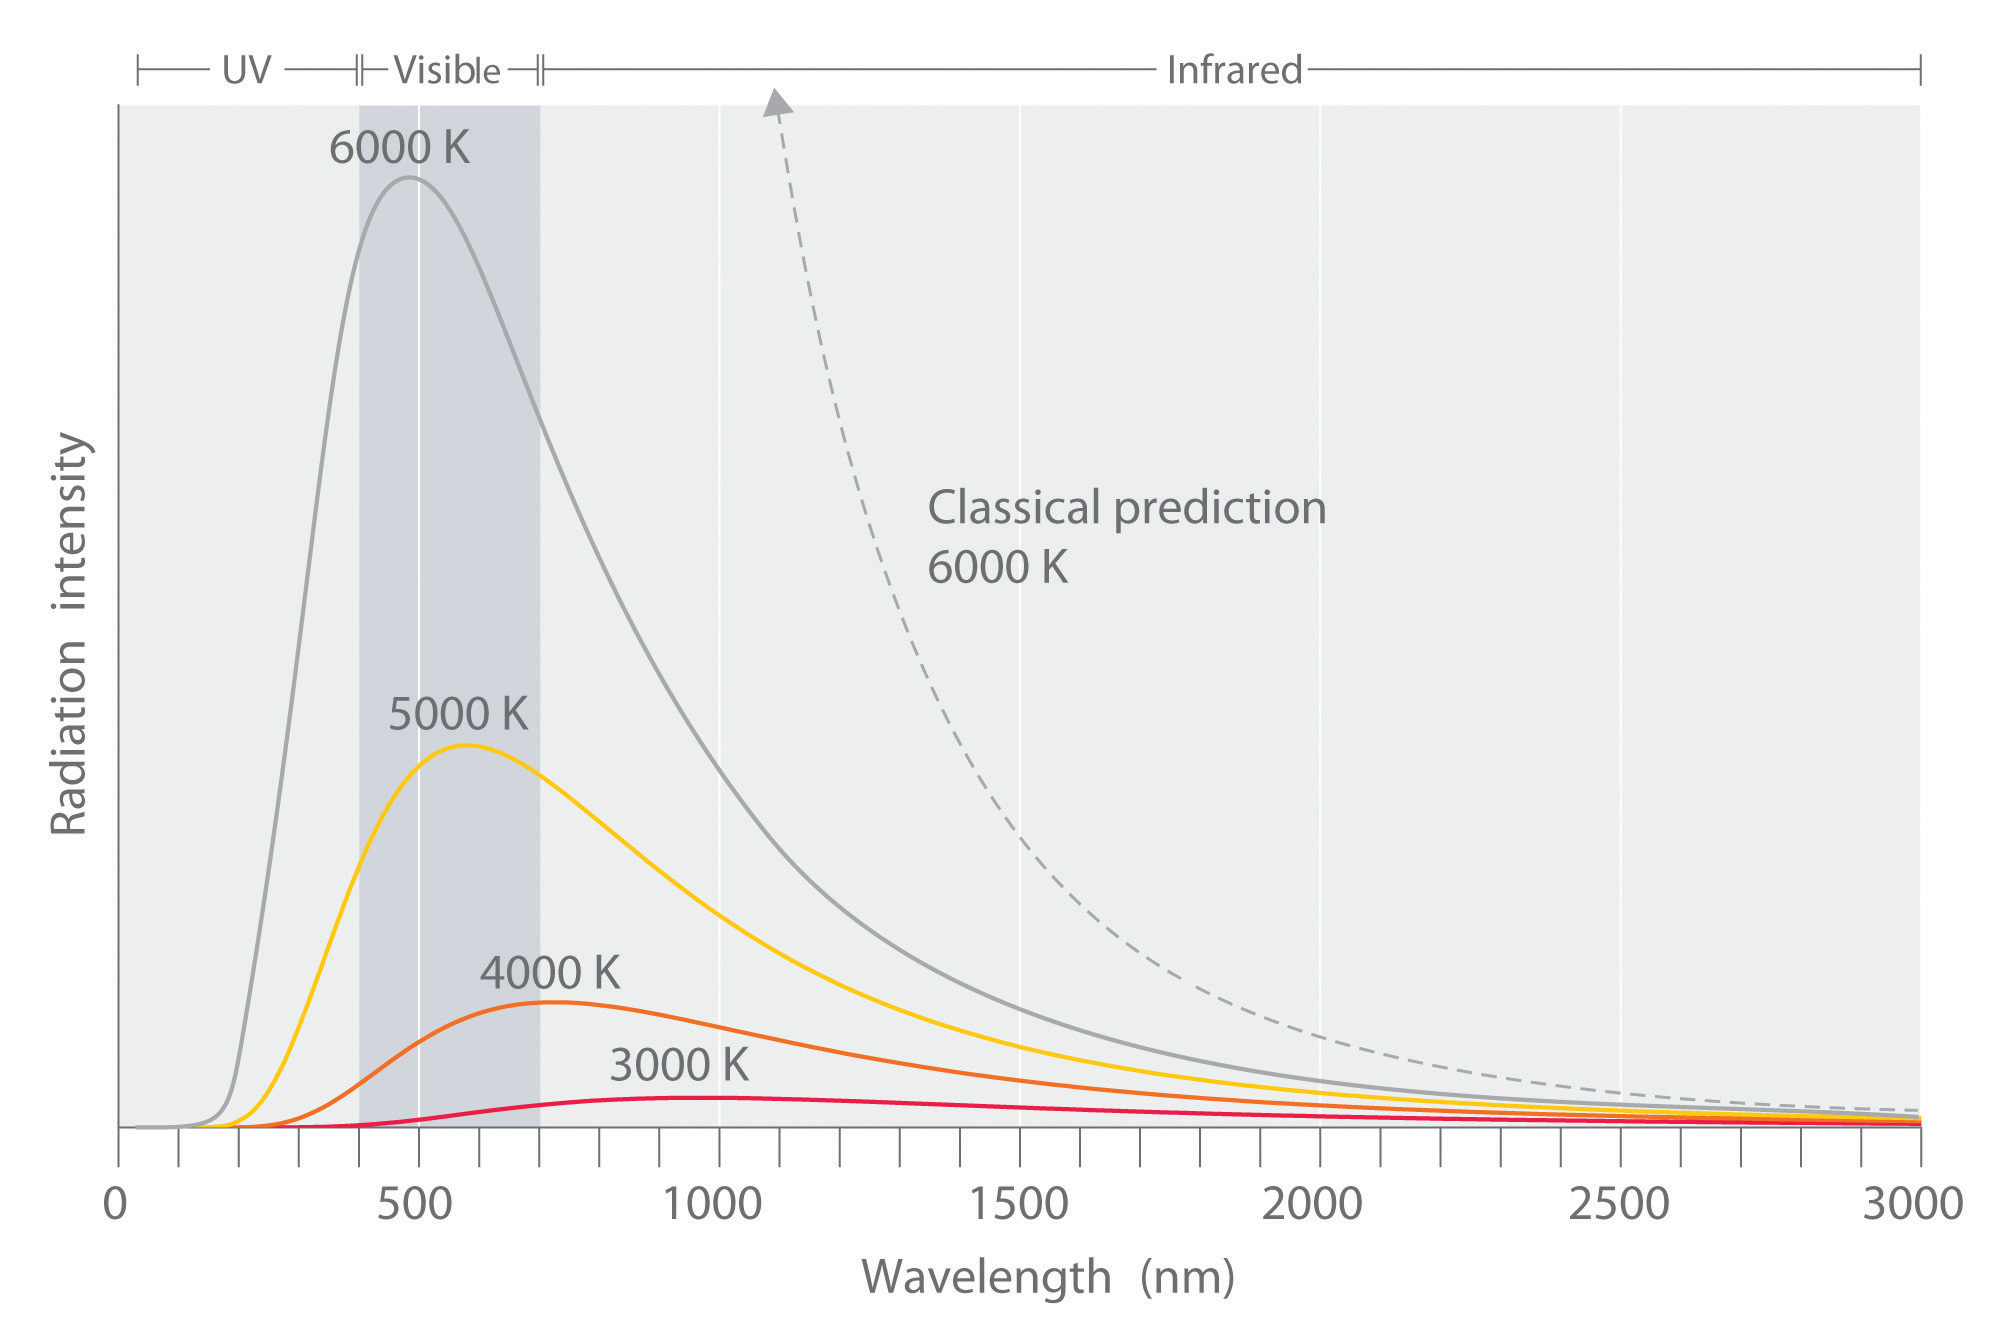 UV Visible Infrared
6000 K
Classical prediction
6000 K
5000 K
4000 K
3000 K
Radiation intensity
0 500 1000 1500 2000 2500 3000
Wavelength (nm)